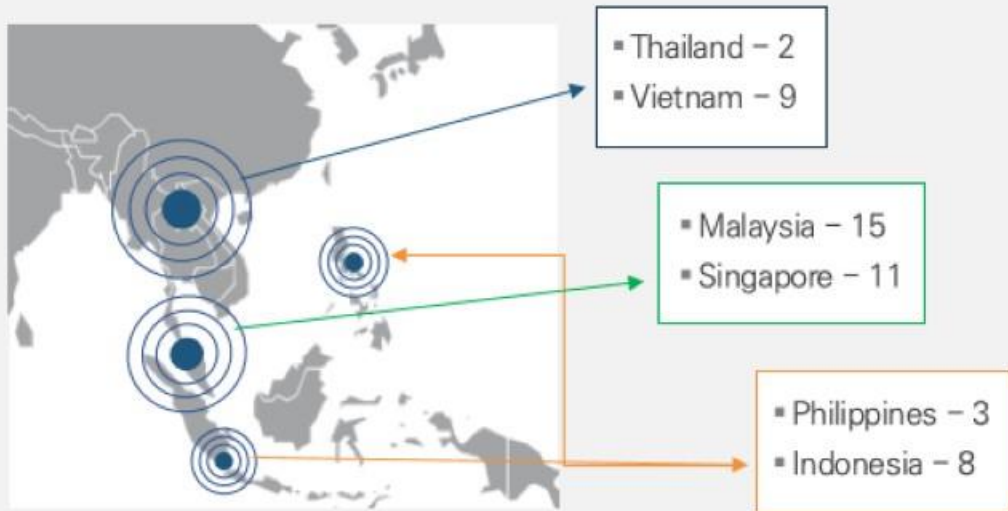 ▪ Thailand – 2
▪ Vietnam – 9
▪ Malaysia – 15
▪ Singapore – 11
▪ Philippines – 3
▪ Indonesia – 8